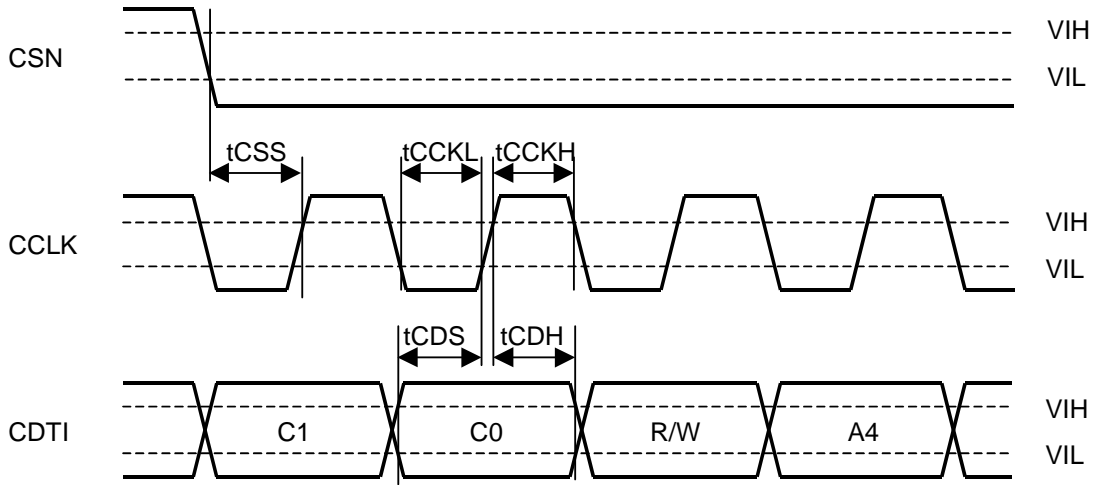 CSN
VIH
VIL
tCSS
tCCKL
tCCKH
CCLK
VIH
VIL
tCDS
tCDH
CDTI
C1
C0
R/W
A4
VIH
VIL